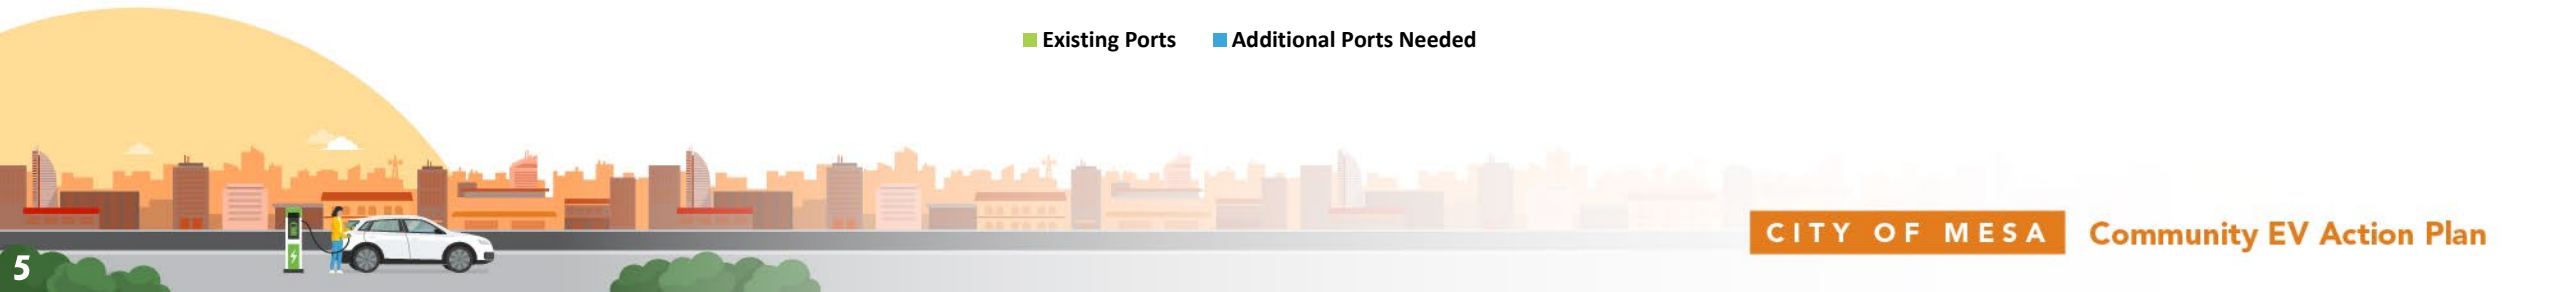 Existing Ports Additional Ports Needed
CITY OF MESA Community EV Action Plan
5